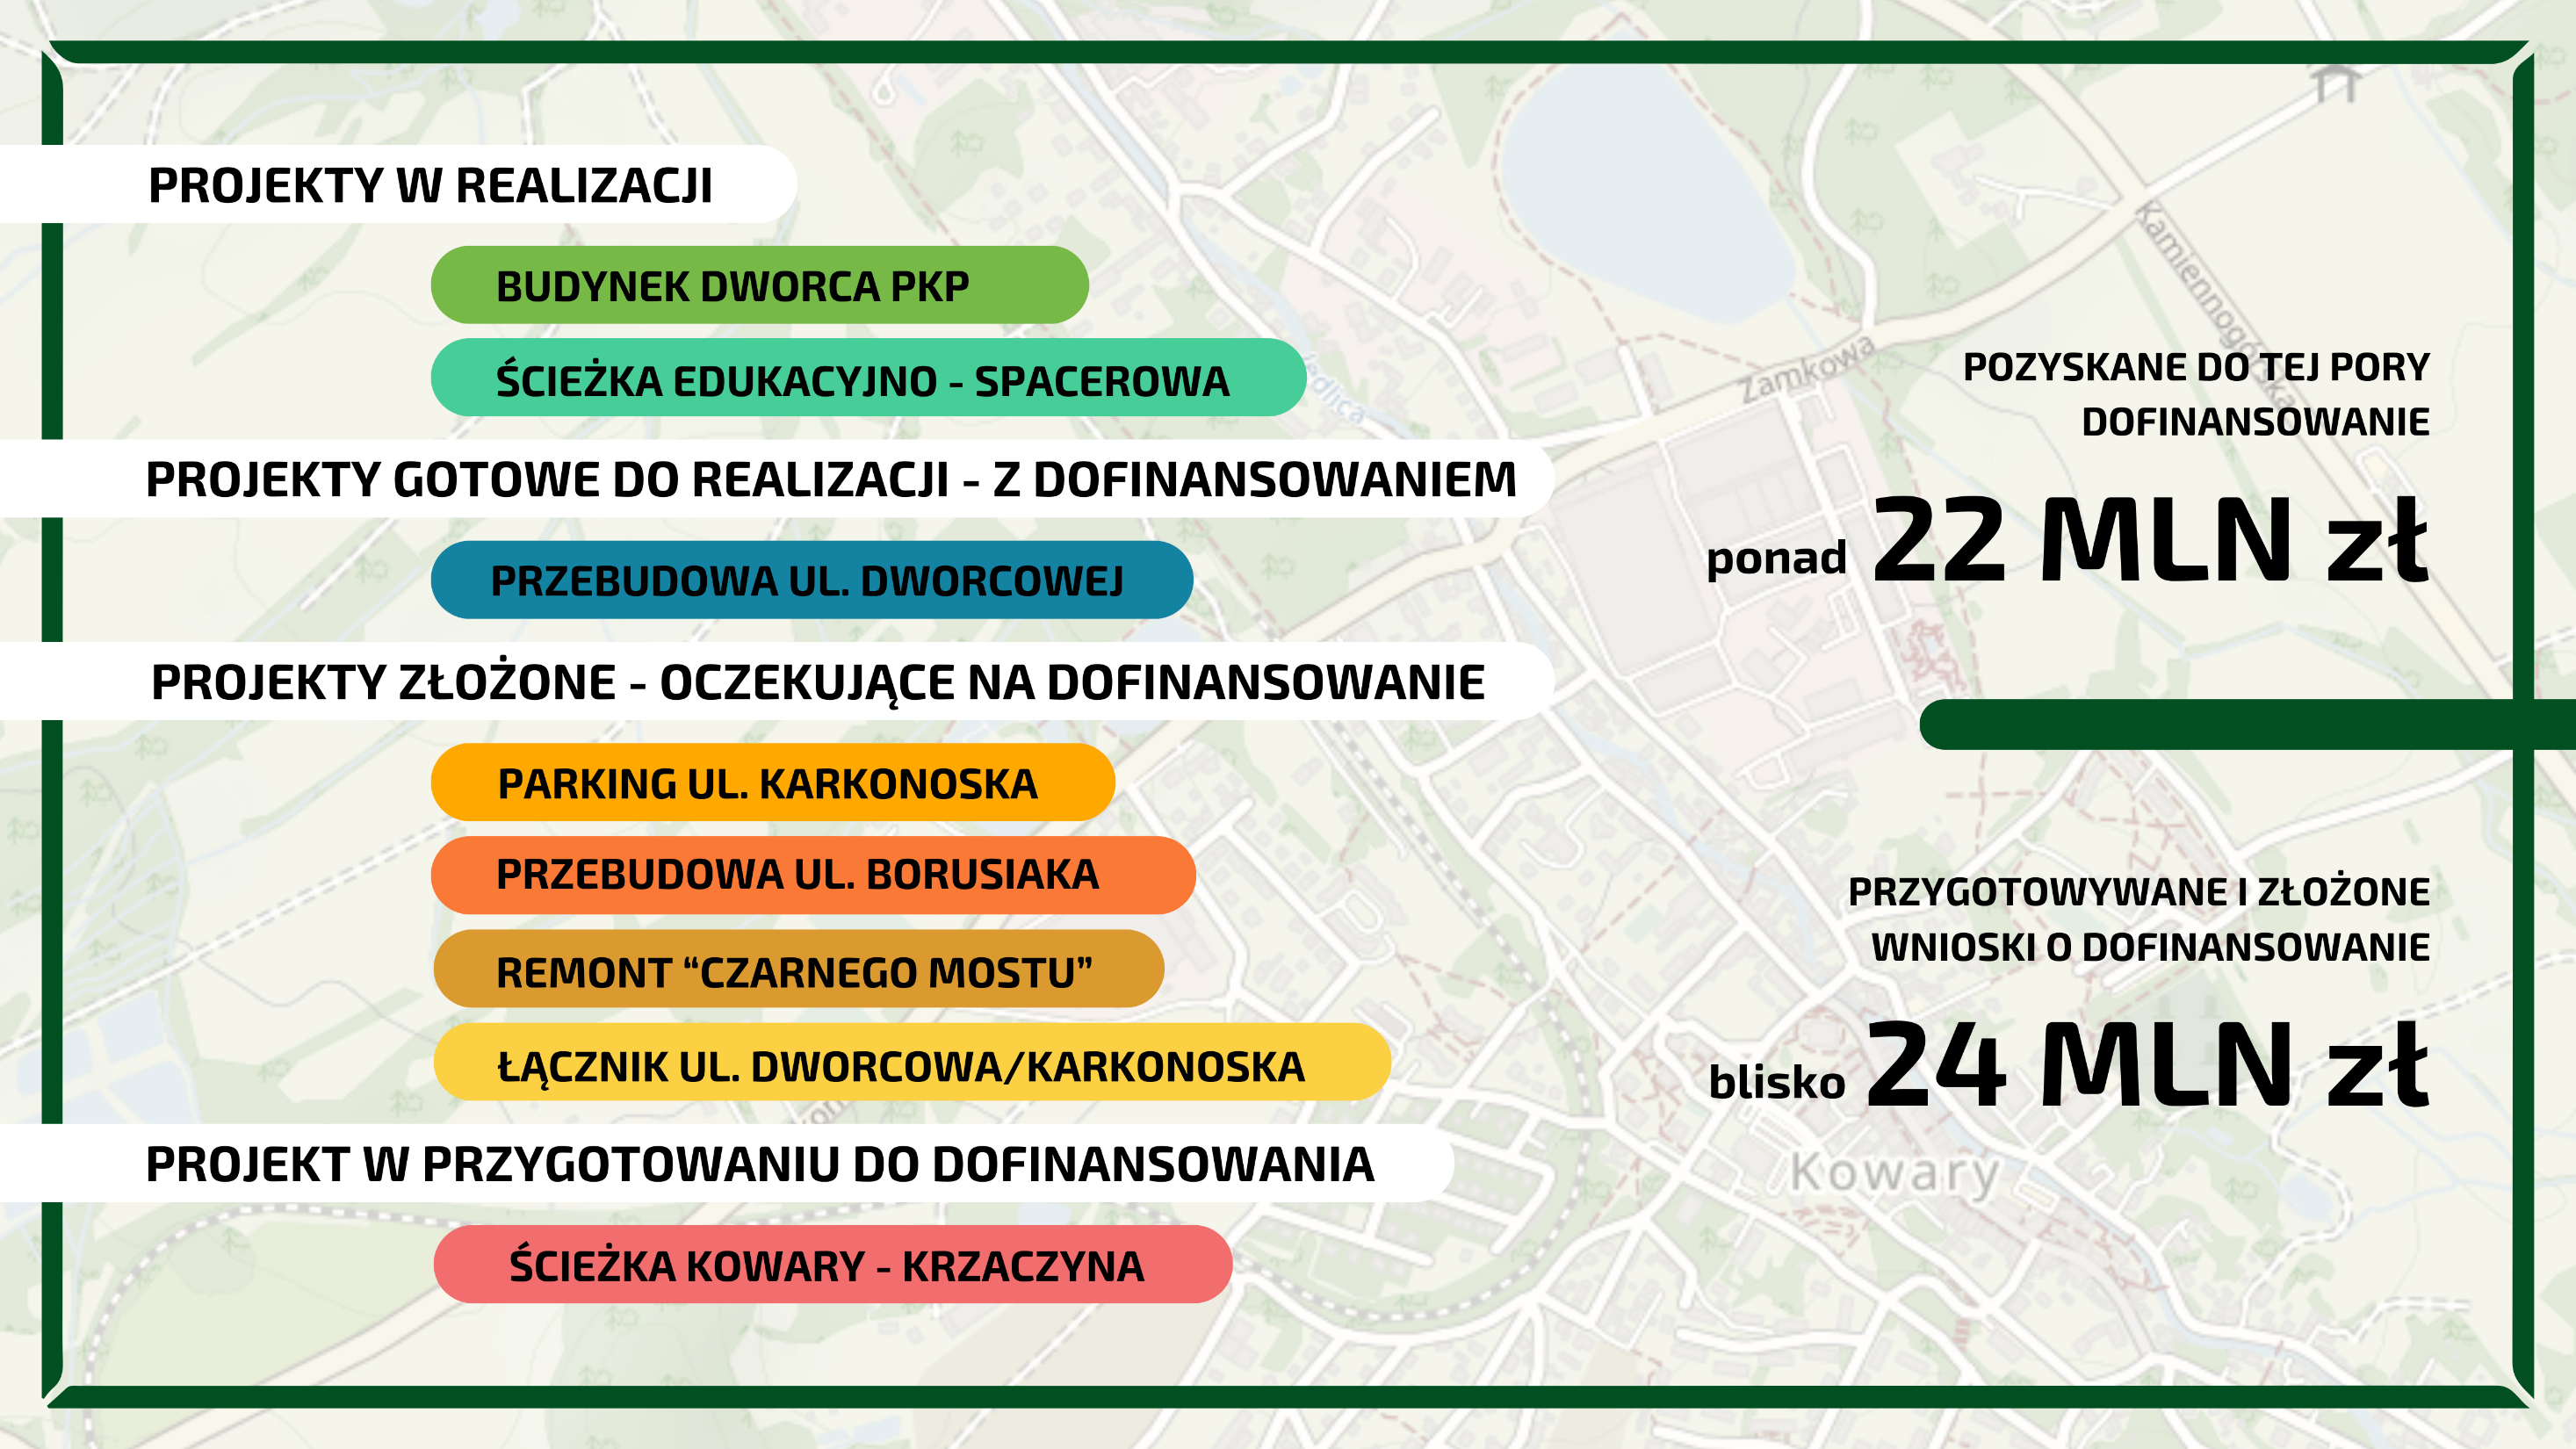 PROJEKTY W REALIZACJI
BUDYNEK DWORCA PKP
ŚCIEŻKA EDUKACYJNO - SPACEROWA
PROJEKTY GOTOWE DO REALIZACJI - Z DOFINANSOWANIEM
PRZEBUDOWA UL. DWORCOWEJ
PROJEKTY ZŁOŻONE - OCZEKUJĄCE NA DOFINANSOWANIE
PARKING UL. KARKONOSKA
PRZEBUDOWA UL. BORUSIAKA
REMONT “CZARNEGO MOSTU”
ŁĄCZNIK UL. DWORCOWA/KARKONOSKA
PROJEKT W PRZYGOTOWANIU DO DOFINANSOWANIA
ŚCIEŻKA KOWARY - KRZACZYNA
POZYSKANE DO TEJ PORY
DOFINANSOWANIE
ponad 22 MLN zł
PRZYGOTOWYWANE I ZŁOŻONE
WNIOSKI O DOFINANSOWANIE
blisko 24 MLN zł
Zamkowa
Kamiennogórska
Kowary